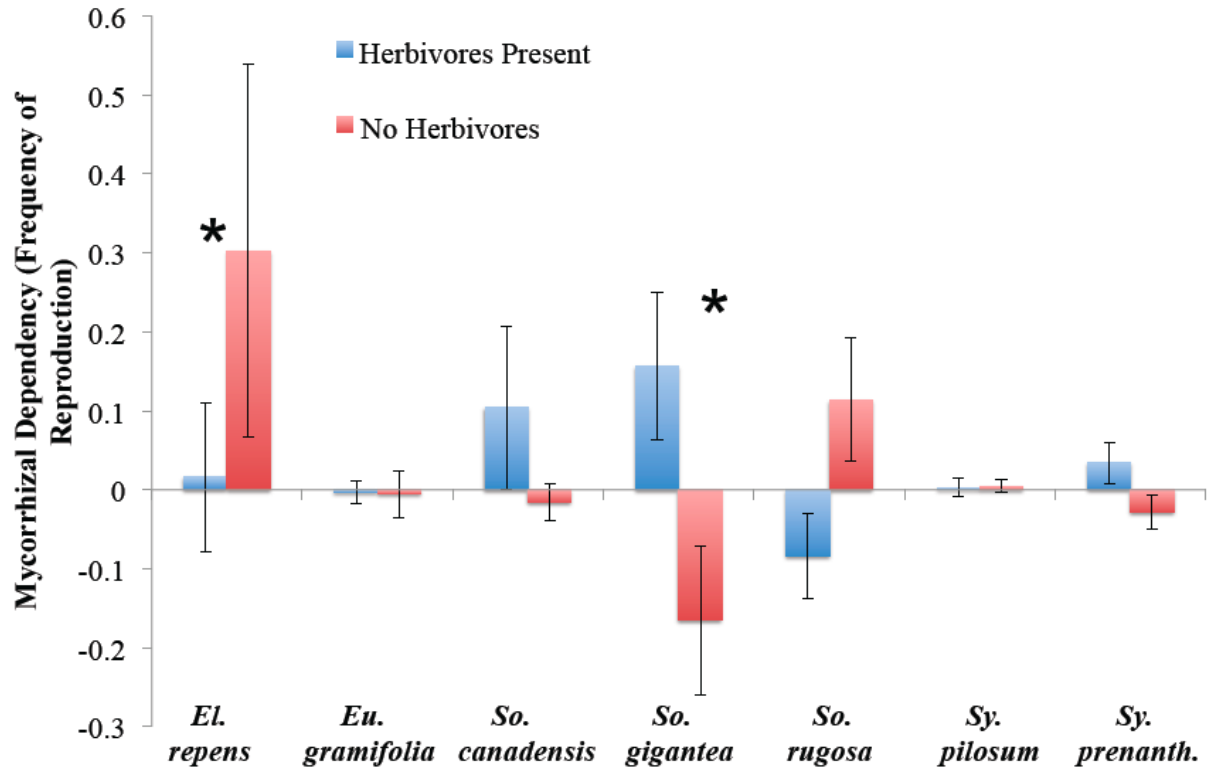 Mycorrhizal Dependency (Frequency of
Reproduction)
0.6
0.5
0.4
0.3
0.2
0.1
0
-0.1
-0.2
-0.3
Herbivores Present
No Herbivores
*
*
El.
repens
Eu.
gramifolia
So.
canadensis
So.
gigantea
So.
rugosa
Sy.
pilosum
Sy.
prenanth.